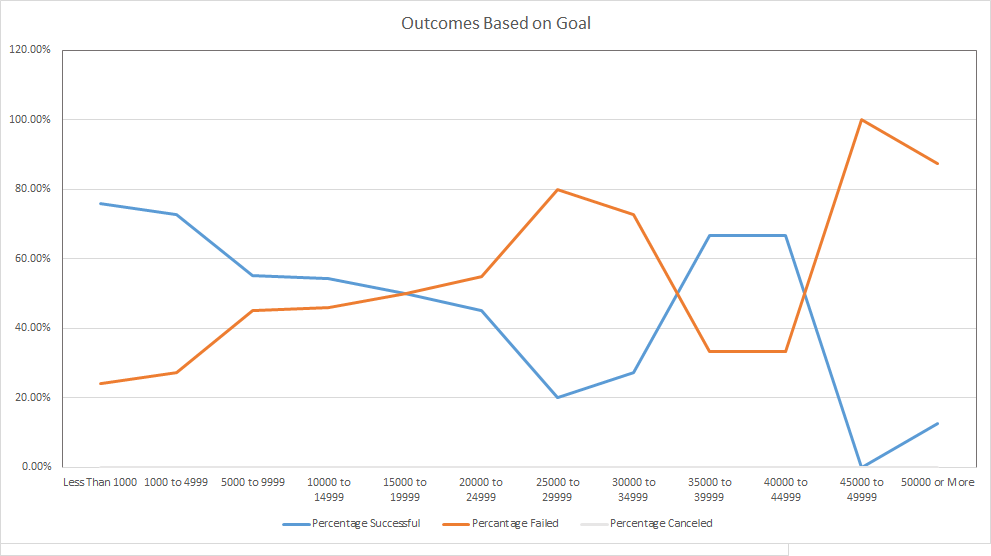 Outcomes Based on Goal
120.00%
100.00%
80.00%
60.00%
40.00%
20.00%
0.00%
Less Than 1000
1000 to 4999
5000 to 9999
10000 to
14999
15000 to
19999
20000 to
24999
25000 to
29999
30000 to
34999
35000 to
39999
40000 to
44999
45000 to
49999
50000 or More
Percentage Successful
Percantage Failed
Percentage Canceled